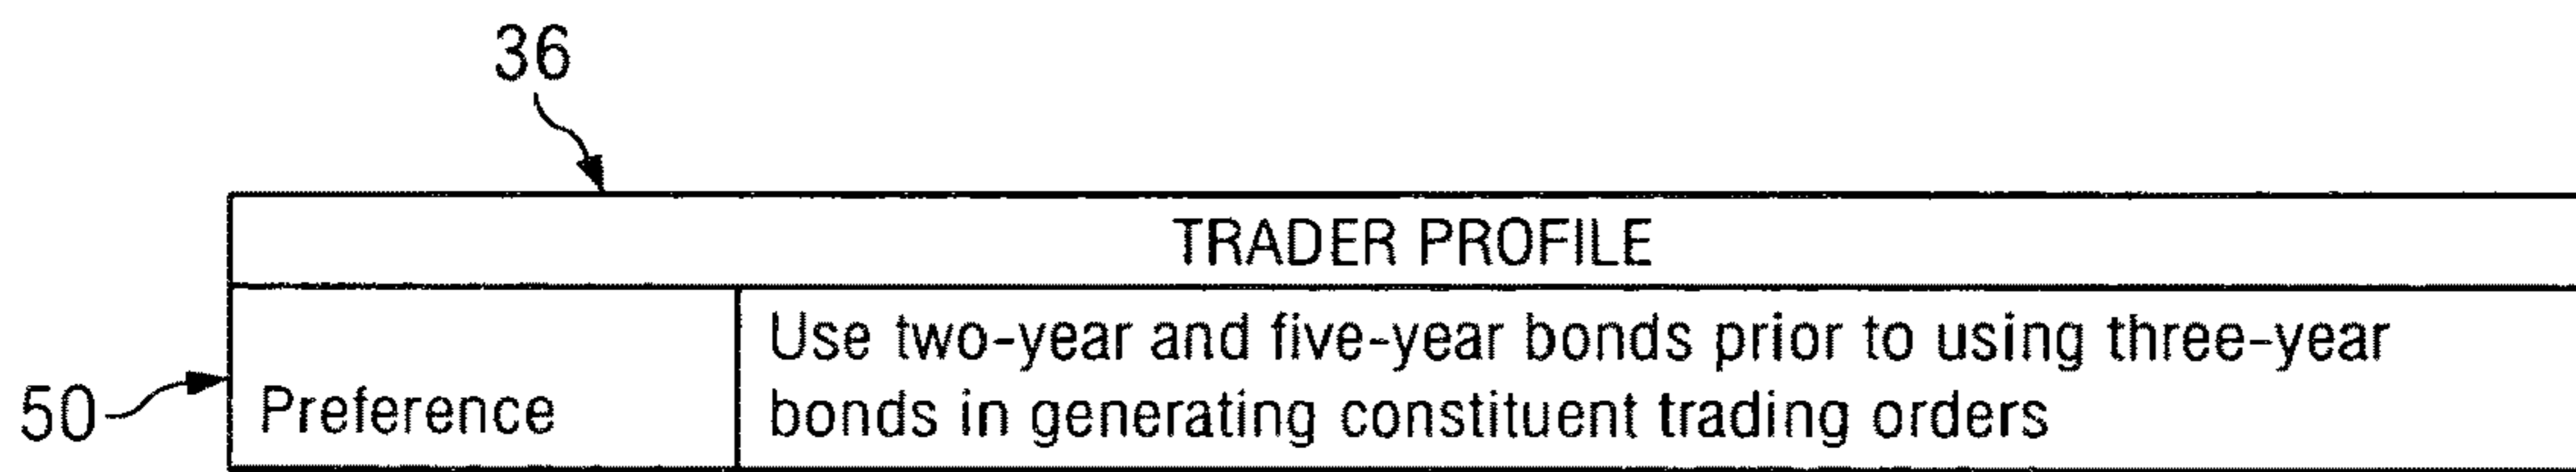 36
TRADER PROFILE
Use two-year and five-year bonds prior to using three-year
50 Preference bonds in generating constituent trading orders